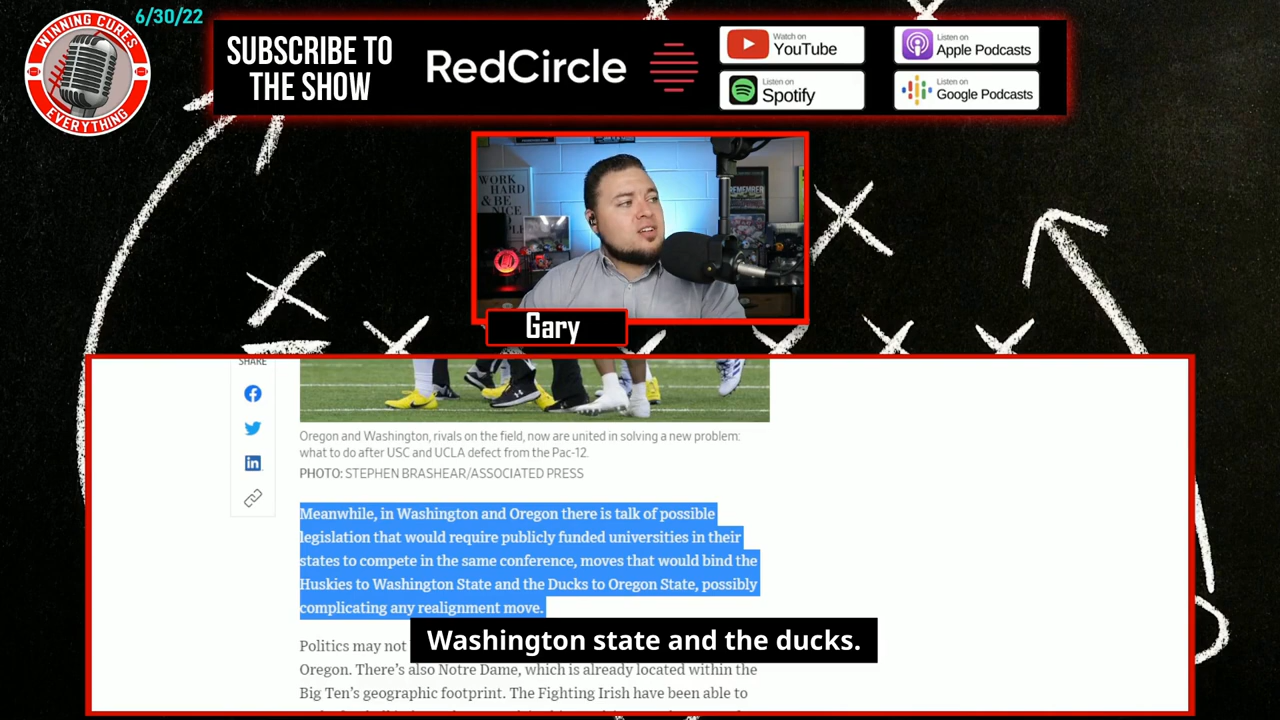 6/30/22
WINNING CURES
EVERYTHING
SUBSCRIBE TO
THE SHOW
RedCircle
Watch on
YouTube
Listen on
Spotify
Listen on
Apple Podcasts
Listen on
Google Podcasts
WORK
HARD
& BE
NICE
REMEMBER
Gary
SHARE
Oregon and Washington, rivals on the field, now are united in solving a new problem:
what to do after USC and UCLA defect from the Pac-12.
PHOTO: STEPHEN BRASHEAR/ASSOCIATED PRESS
Meanwhile, in Washington and Oregon there is talk of possible
legislation that would require publicly funded universities in their
states to compete in the same conference, moves that would bind the
Huskies to Washington State and the Ducks to Oregon State, possibly
complicating any realignment move.
Politics may not
Washington state and the ducks.
Oregon. There's also Notre Dame, which is already located within the
Big Ten's geographic footprint. The Fighting Irish have been able to